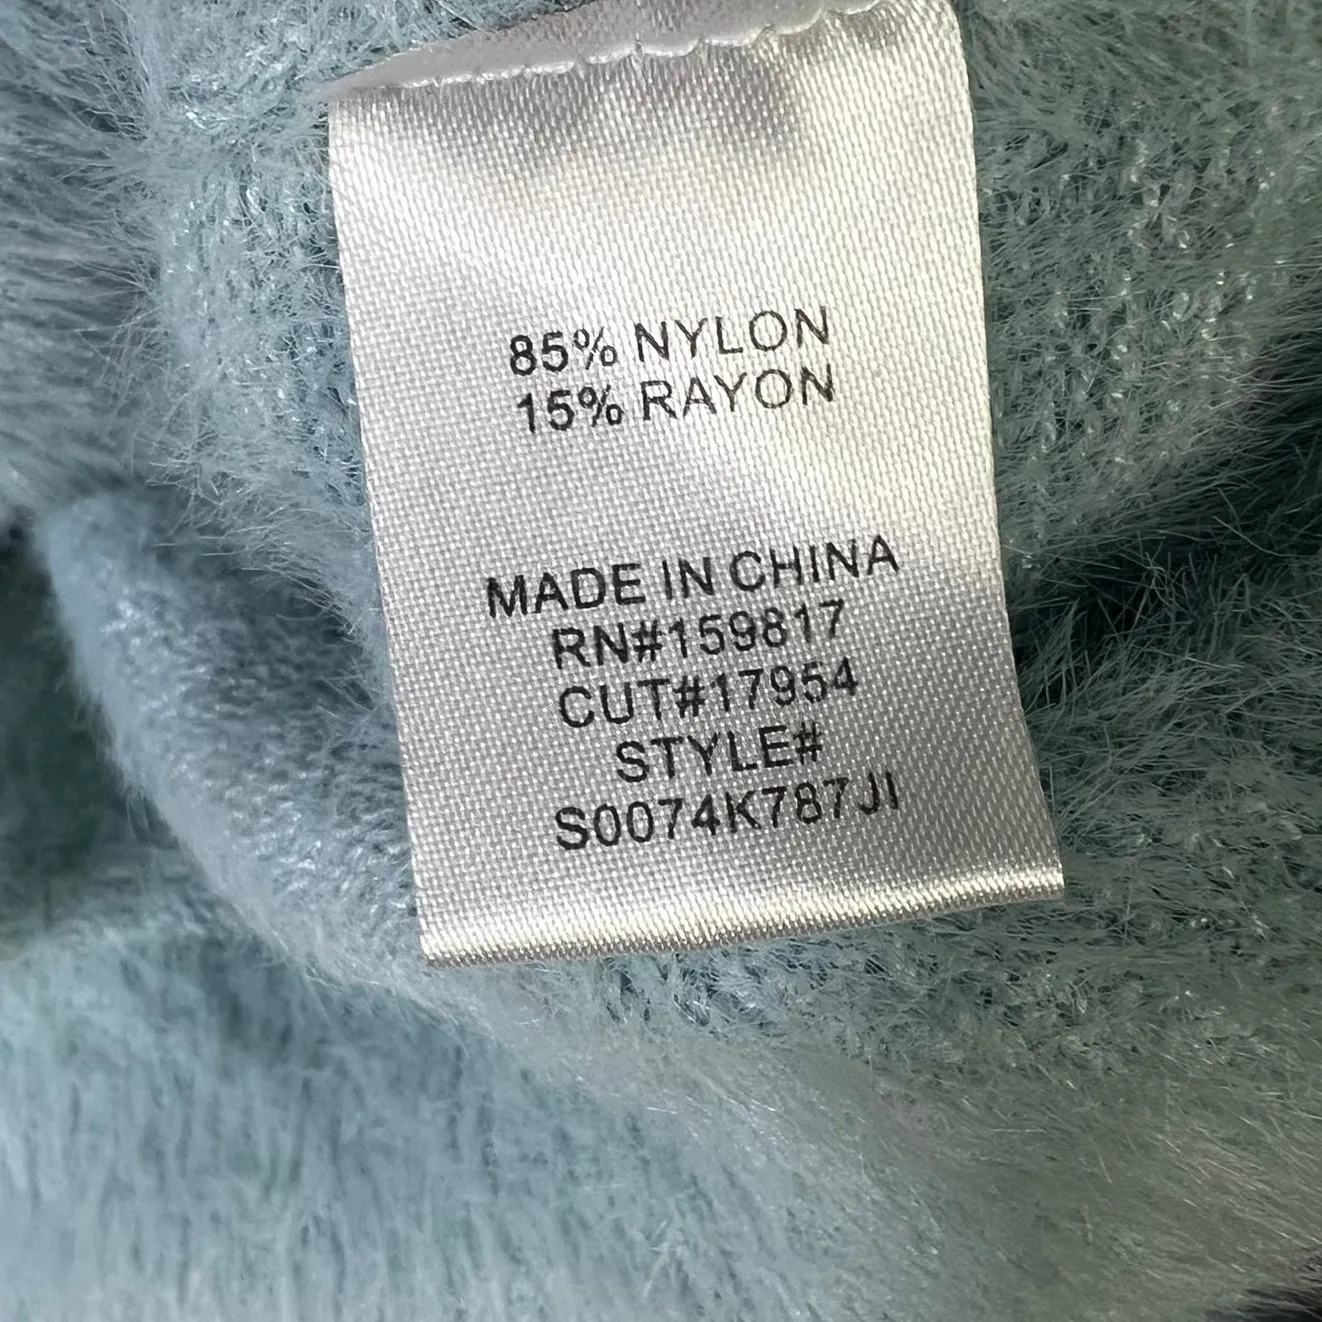 85% NYLON
15% RAYON
MADE IN CHINA
RN#159817
CUT#17954
STYLE#
S0074K787JI